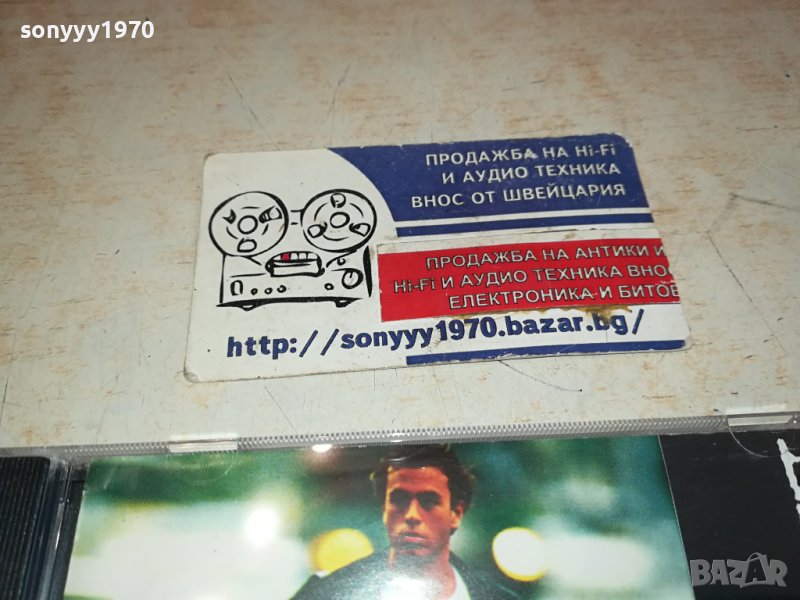 sonyyy1970
ПРОДАЖБА НА Hi-Fi
И АУДИО ТЕХНИКА
ВНОС ОТ ШВЕЙЦАРИЯ
ПРОДАЖБА НА АНТИКИ И
Hi-Fi И АУДИО ТЕХНИКА ВНОС
ЕЛЕКТРОНИКА И БИТОВ
http://sonyyy1970.bazar.bg/
BAZAR